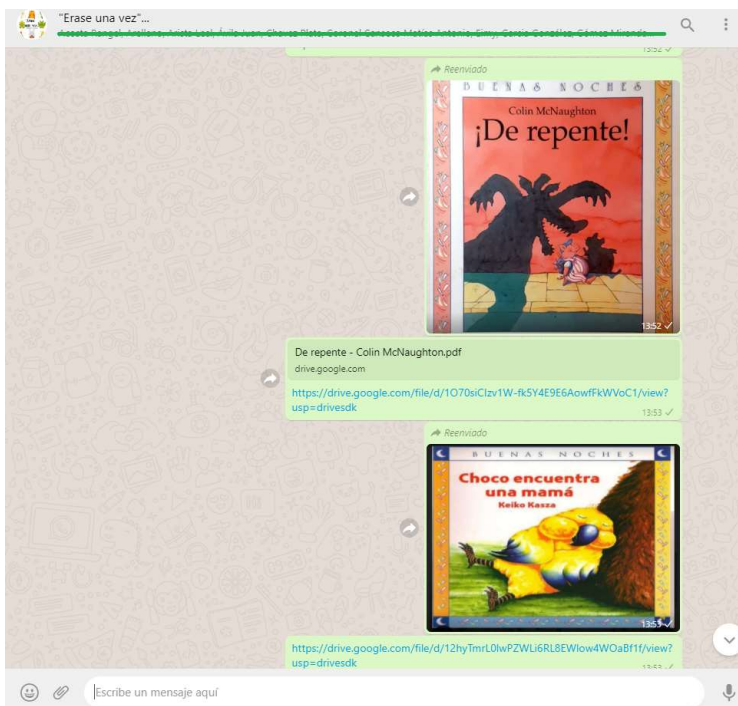 "Erase una vez"...
13:52
Reenviado
BUENAS NOCHES
Colin McNaughton
¡De repente!
13:52
De repente - Colin McNaughton.pdf
drive.google.com
https://drive.google.com/file/d/1O70siClzv1W-fk5Y4E9E6AowfFkWVoC1/view?
usp=drivesdk
13:53
Reenviado
BUENAS NOCHES
Choco encuentra
una mamá
Keiko Kasza
13:53
https://drive.google.com/file/d/12hyTmrL0lwPZWLi6RL8EWlow4WOaBf1f/view?
usp=drivesdk
13:53
Escribe un mensaje aquí